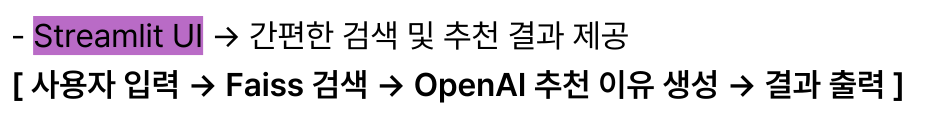 - Streamlit UI → 간편한 검색 및 추천 결과 제공
[ 사용자 입력 → Faiss 검색 → OpenAI 추천 이유 생성 → 결과 출력 ]